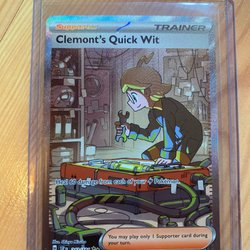 Supporter
TRAINER
Clemont's Quick Wit
Heal 60 damage from each of your Pokémon.
You may play only 1 Supporter card during
your turn.